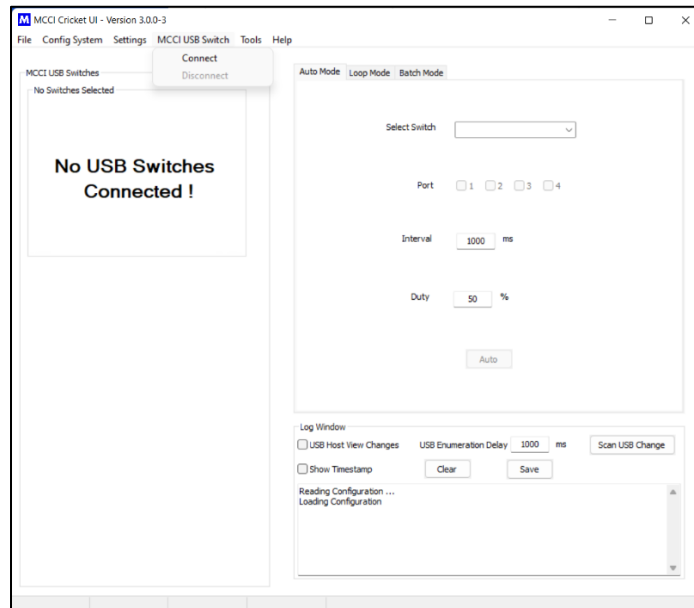 M MCCI Cricket UI - Version 3.0.0-3
File Config System Settings MCCI USB Switch Tools Help
Connect
Disconnect
MCCI USB Switches
No Switches Selected
No USB Switches
Connected !
Auto Mode Loop Mode Batch Mode
Select Switch
Port 1 2 3 4
Interval 1000 ms
Duty 50 %
Auto
Log Window
USB Host View Changes USB Enumeration Delay 1000 ms Scan USB Change
Show Timestamp Clear Save
Reading Configuration ...
Loading Configuration